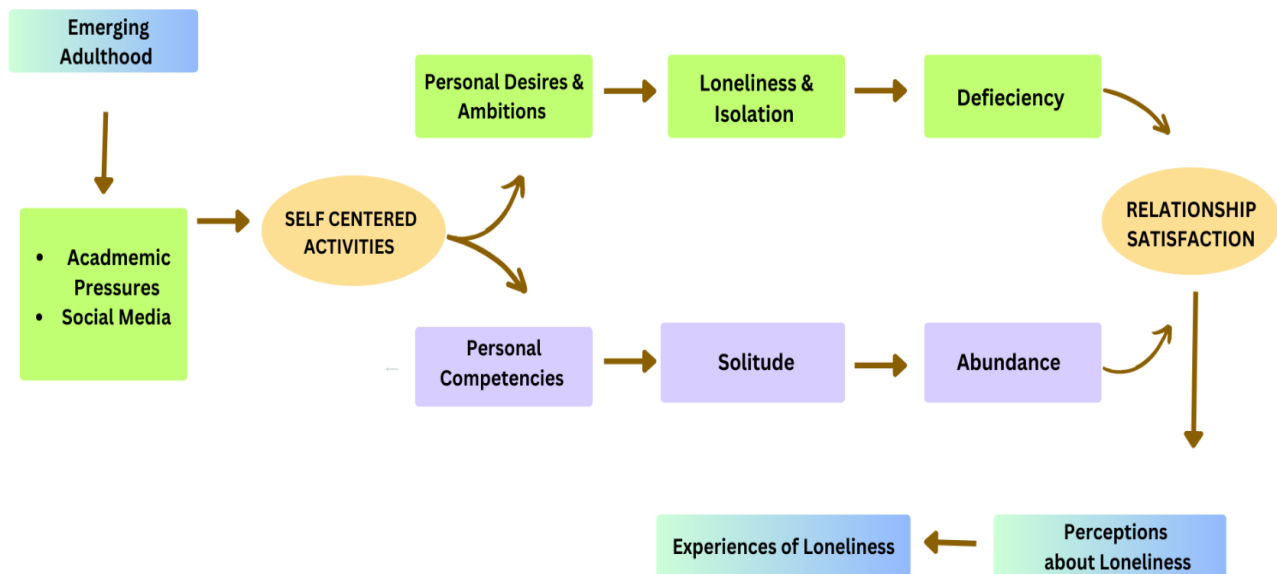 Emerging
Adulthood
Personal Desires &
Ambitions
Loneliness &
Isolation
Defieciency
• Acadmemic
Pressures
• Social Media
SELF CENTERED
ACTIVITIES
RELATIONSHIP
SATISFACTION
Personal
Competencies
Solitude
Abundance
Experiences of Loneliness
Perceptions
about Loneliness